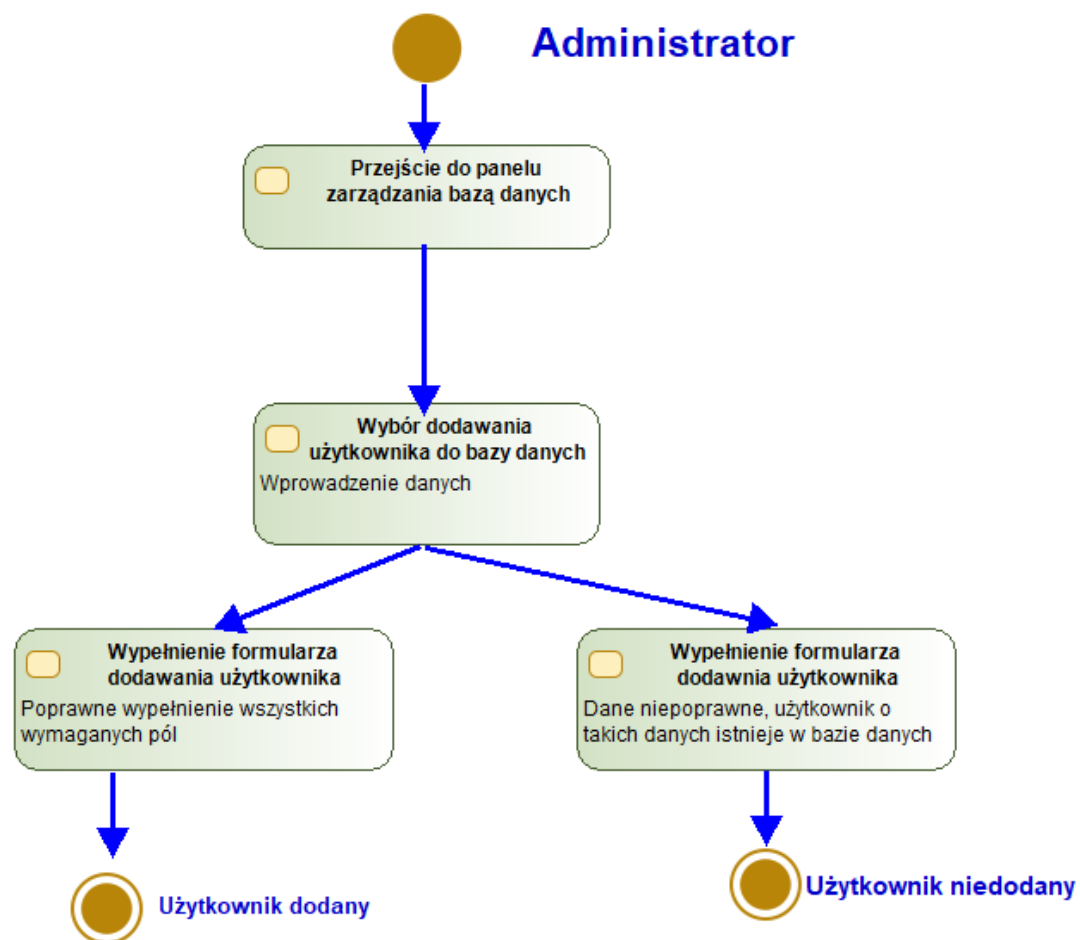 Administrator
Przejście do panelu
zarządzania bazą danych
Wybór dodawania
użytkownika do bazy danych
Wprowadzenie danych
Wypełnienie formularza
dodawania użytkownika
Poprawne wypełnienie wszystkich
wymaganych pól
Wypełnienie formularza
dodawnia użytkownika
Dane niepoprawne, użytkownik o
takich danych istnieje w bazie danych
Użytkownik dodany
Użytkownik niedodany